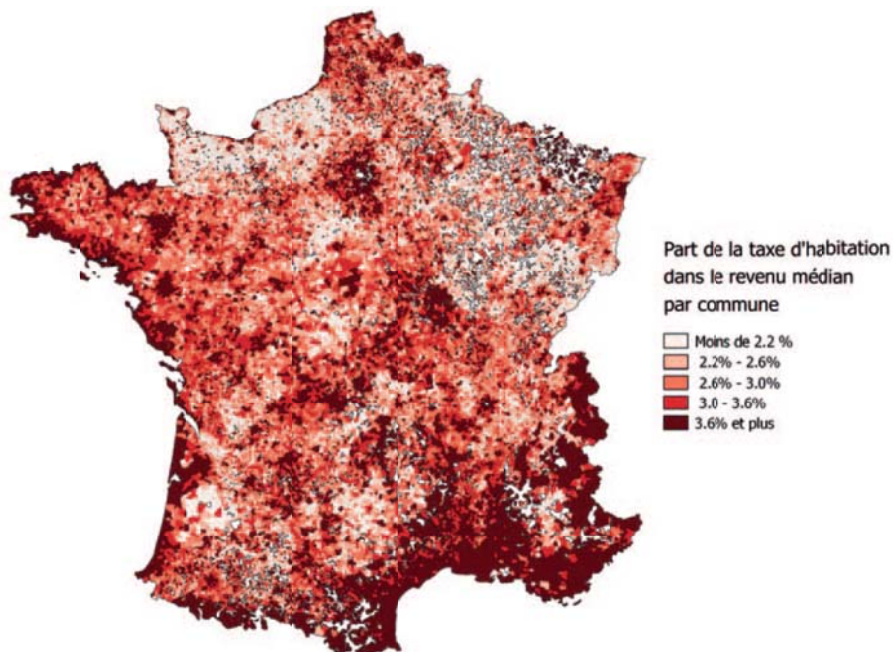 Part de la taxe d'habitation
dans le revenu médian
par commune
Moins de 2.2 %
2.2% - 2.6%
2.6% - 3.0%
3.0 - 3.6%
3.6% et plus